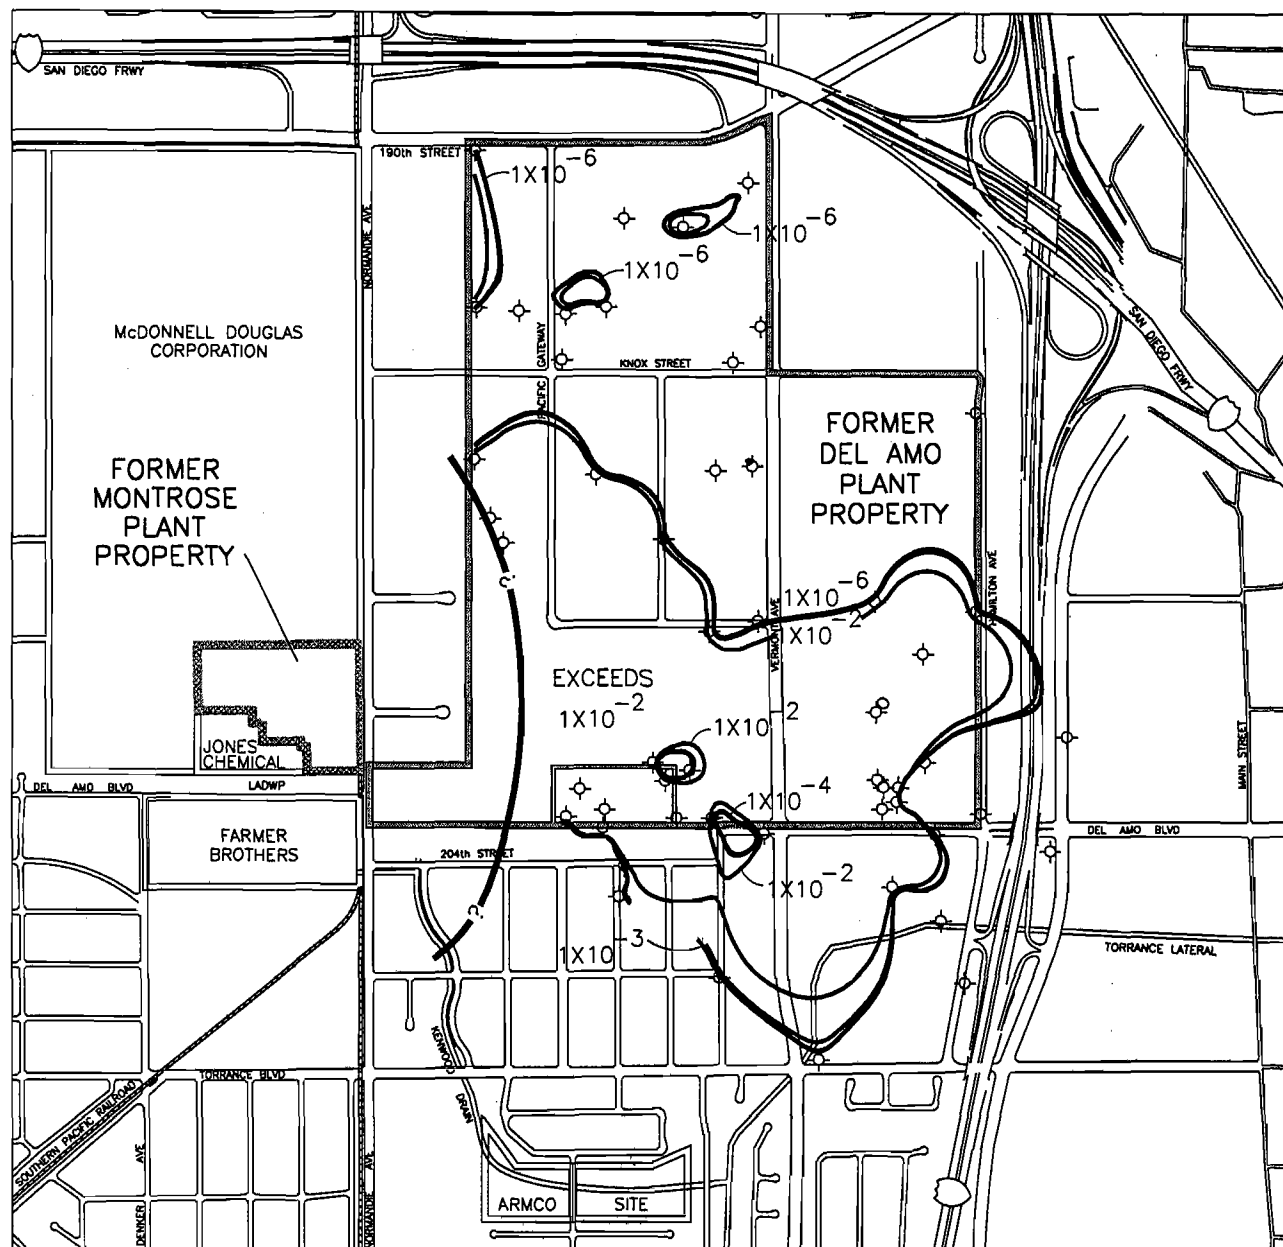 SAN DIEGO FRWY
190th STREET
1X10-6
1X10-6
1X10-6
NORMANDIE AVE
McDONNELL DOUGLAS
CORPORATION
PACIFIC GATEWAY
KNOX STREET
SAN DIEGO FRWY
FORMER
DEL AMO
PLANT
PROPERTY
FORMER
MONTROSE
PLANT
PROPERTY
?
1X10-6
1X10-2
VERMONT AVE
HAMILTON AVE
EXCEEDS
1X10-2
1X10-2
JONES
CHEMICAL
MAIN STREET
DEL AMO BLVD
LADWP
1X10-4
FARMER
BROTHERS
204th STREET
DEL AMO BLVD
1X10-2
?
1X10-3
TORRANCE LATERAL
KENWOOD
DRAIN
TORRANCE BLVD
SOUTHERN PACIFIC RAILROAD
DENKER AVE
NORMANDIE AVE
ARMCO SITE